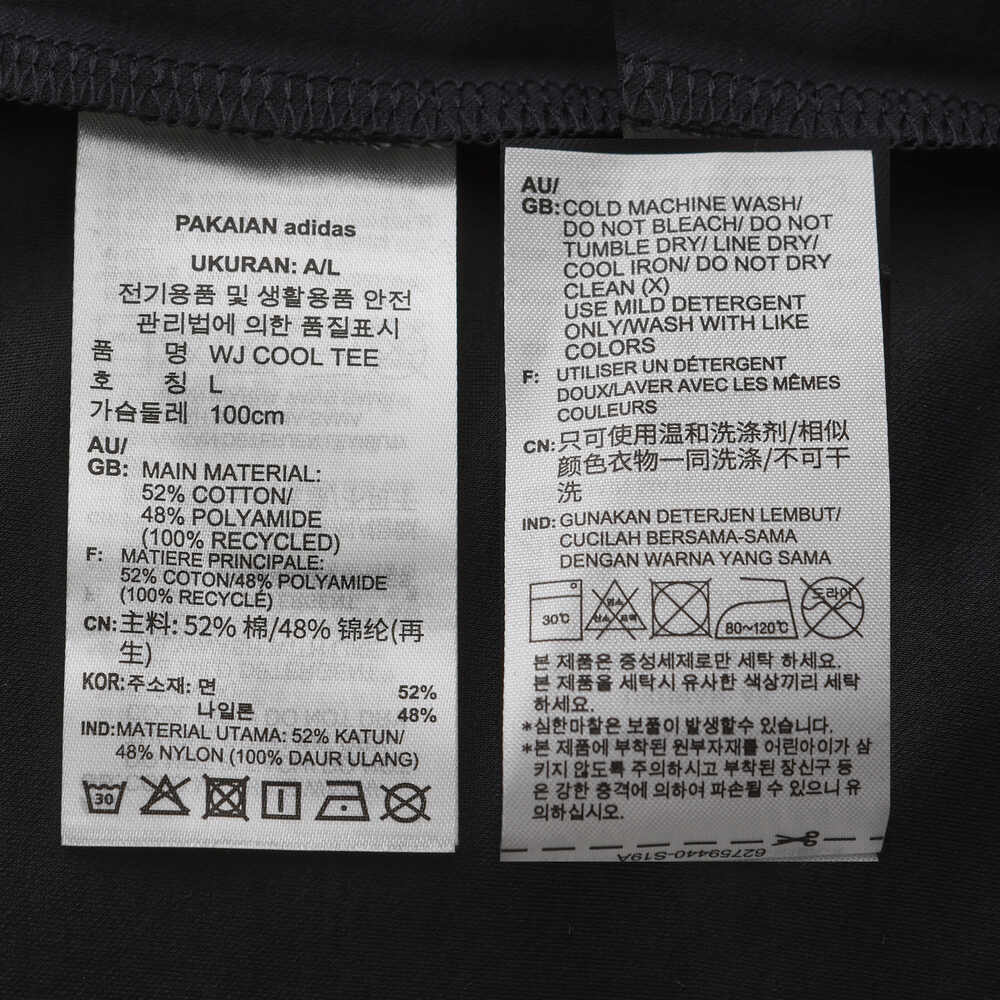 PAKAIAN adidas
UKURAN: A/L
전기용품 및 생활용품 안전
관리법에 의한 품질표시
품 명 WJ COOL TEE
호 칭 L
가슴둘레 100cm
AU/
GB: MAIN MATERIAL:
52% COTTON/
48% POLYAMIDE
(100% RECYCLED)
F: MATIERE PRINCIPALE:
52% COTON/48% POLYAMIDE
(100% RECYCLÉ)
CN: 主料: 52% 棉/48% 锦纶(再
生)
KOR: 주소재: 면 52%
나일론 48%
IND: MATERIAL UTAMA: 52% KATUN/
48% NYLON (100% DAUR ULANG)
30
AU/
GB: COLD MACHINE WASH/
DO NOT BLEACH/ DO NOT
TUMBLE DRY/ LINE DRY/
COOL IRON/ DO NOT DRY
CLEAN (X)
USE MILD DETERGENT
ONLY/WASH WITH LIKE
COLORS
F: UTILISER UN DÉTERGENT
DOUX/LAVER AVEC LES MÊMES
COULEURS
CN: 只可使用温和洗涤剂/相似
颜色衣物一同洗涤/不可干
洗
IND: GUNAKAN DETERJEN LEMBUT/
CUCILAH BERSAMA-SAMA
DENGAN WARNA YANG SAMA
30℃ 80~120℃ 드라이
본 제품은 중성세제로만 세탁 하세요.
본 제품을 세탁시 유사한 색상끼리 세탁
하세요.
*심한마찰은 보풀이 발생할수 있습니다.
*본 제품에 부착된 원부자재를 어린아이가 삼
키지 않도록 주의하시고 부착된 장신구 등
은 강한 충격에 의하여 파손될 수 있으니 유
의하십시오.
62759440-S19A